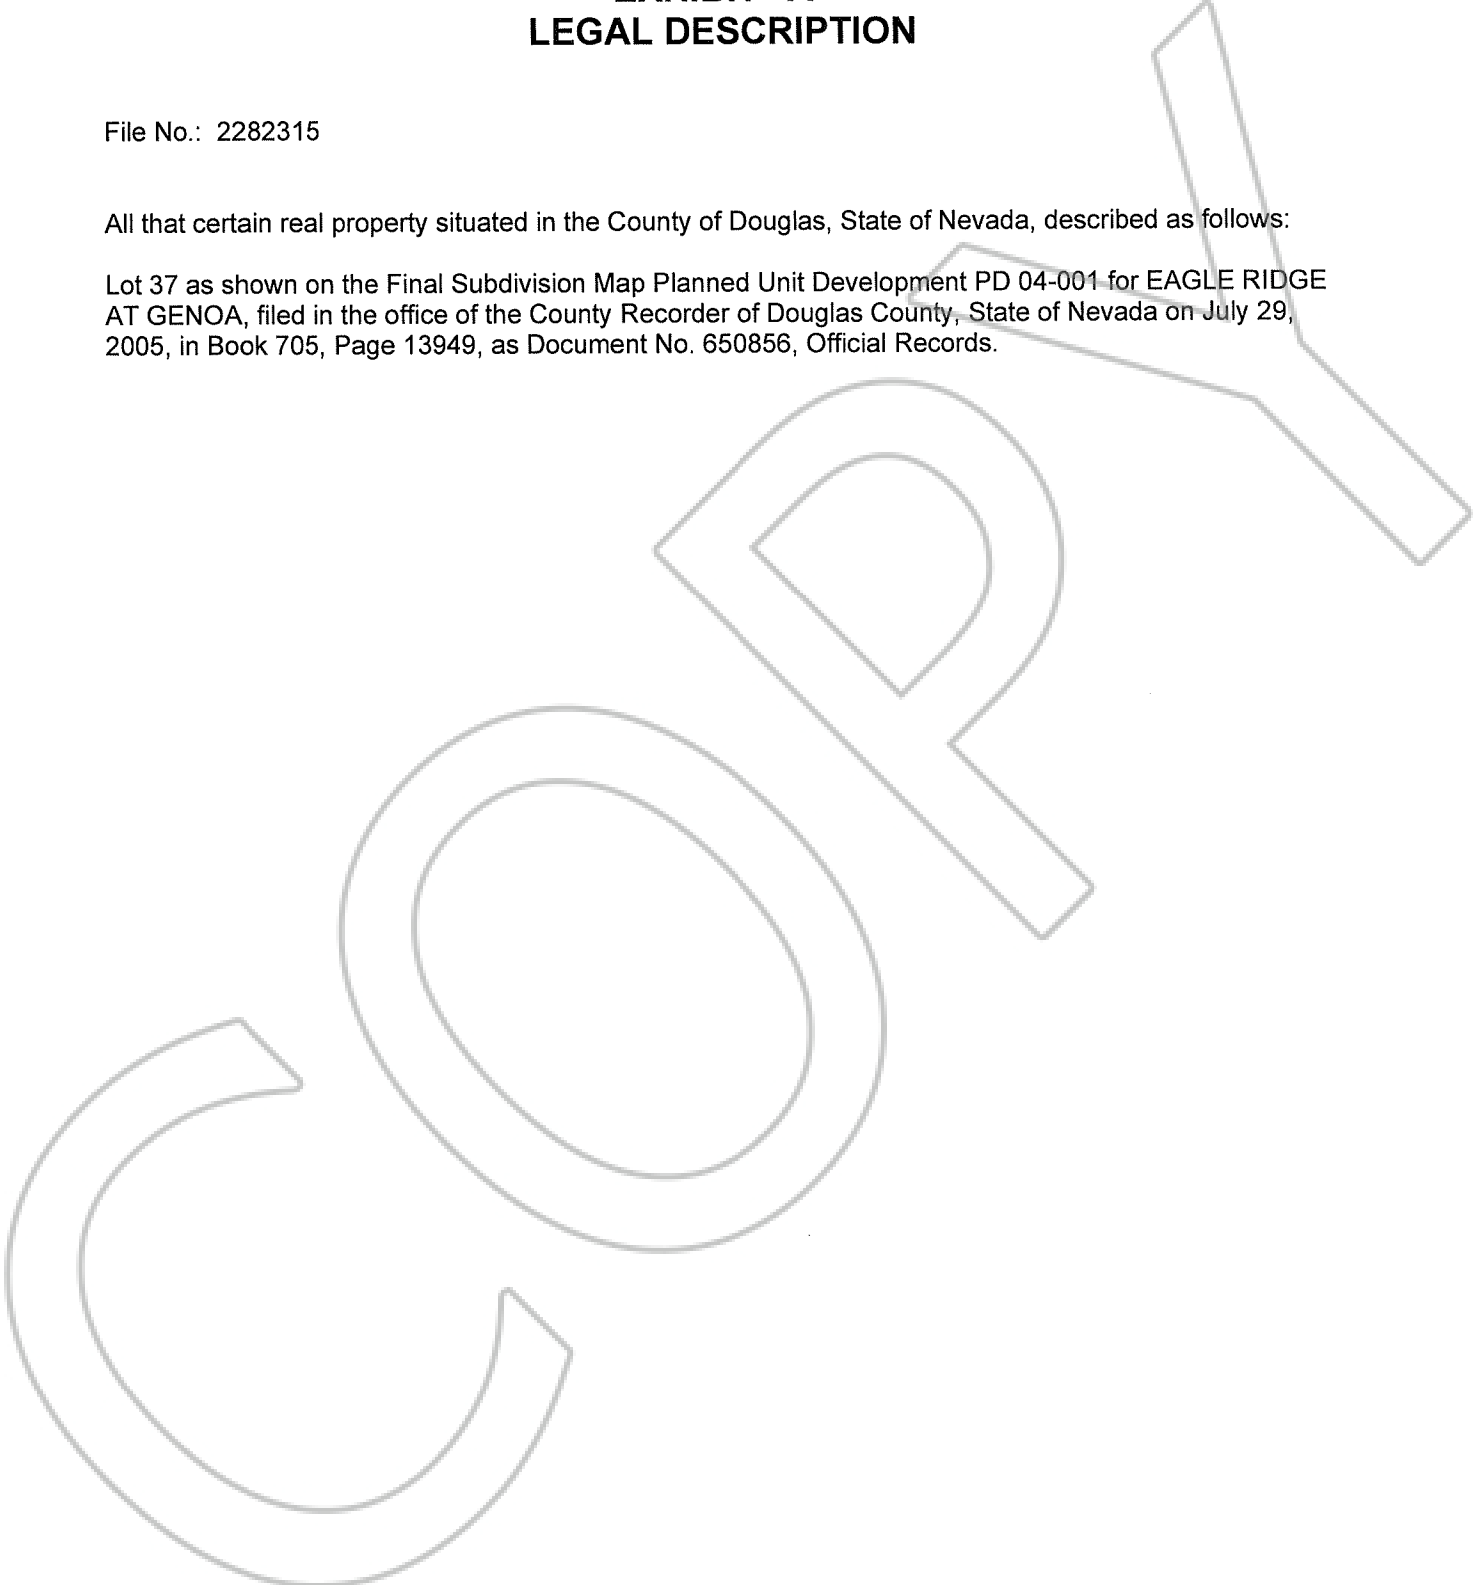 LEGAL DESCRIPTION
File No.: 2282315
All that certain real property situated in the County of Douglas, State of Nevada, described as follows:
Lot 37 as shown on the Final Subdivision Map Planned Unit Development PD 04-001 for EAGLE RIDGE
AT GENOA, filed in the office of the County Recorder of Douglas County, State of Nevada on July 29,
2005, in Book 705, Page 13949, as Document No. 650856, Official Records.
COPY